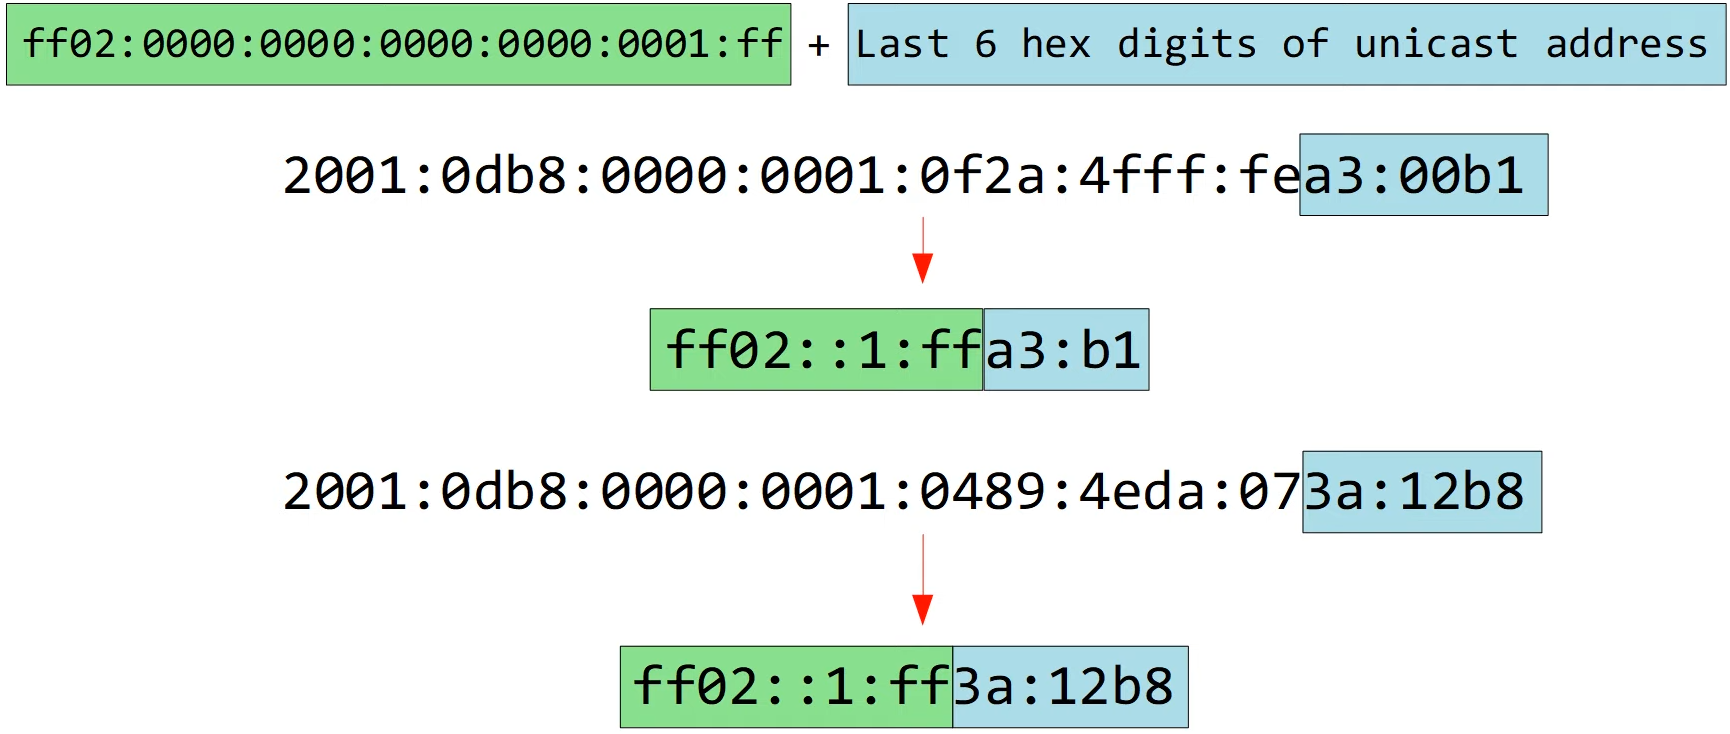 ff02:0000:0000:0000:0000:0001:ff + Last 6 hex digits of unicast address
2001:0db8:0000:0001:0f2a:4fff:fea3:00b1
ff02::1:ffa3:b1
2001:0db8:0000:0001:0489:4eda:073a:12b8
ff02::1:ff3a:12b8